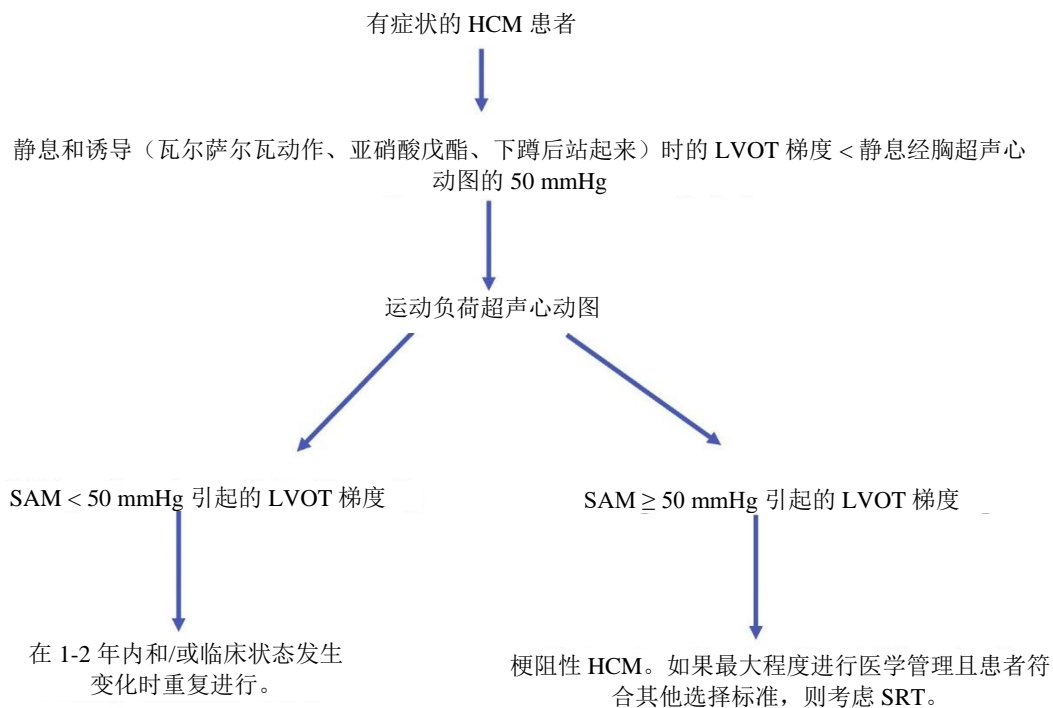 有症状的 HCM 患者
静息和诱导（瓦尔萨尔瓦动作、亚硝酸戊酯、下蹲后站起来）时的 LVOT 梯度 < 静息经胸超声心
动图的 50 mmHg
运动负荷超声心动图
SAM < 50 mmHg 引起的 LVOT 梯度
SAM ≥ 50 mmHg 引起的 LVOT 梯度
在 1-2 年内和/或临床状态发生
变化时重复进行。
梗阻性 HCM。如果最大程度进行医学管理且患者符
合其他选择标准，则考虑 SRT。